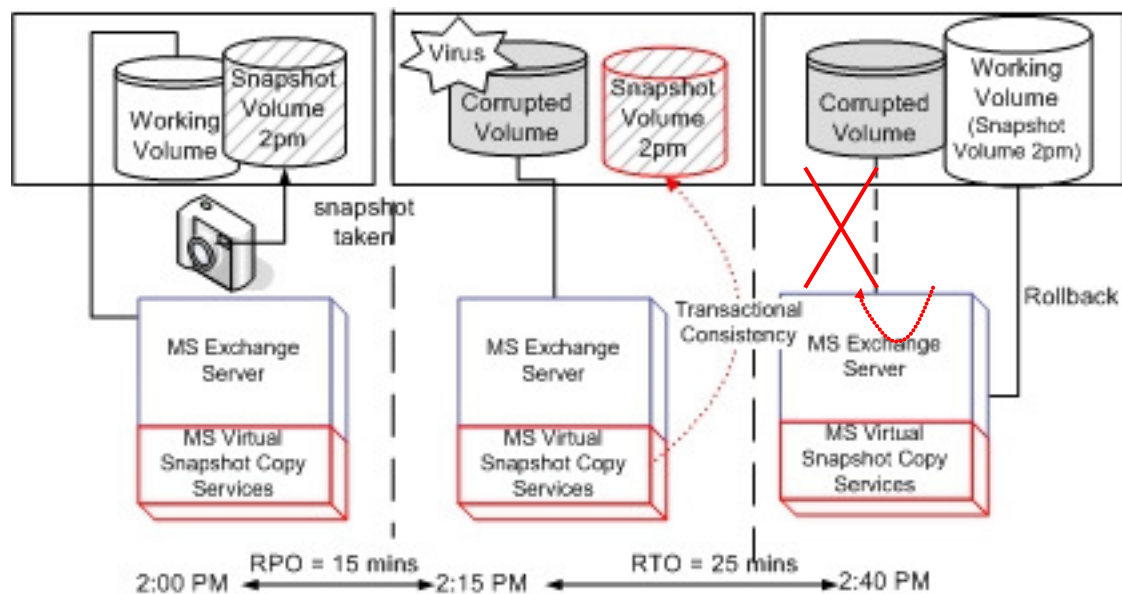 Working
Volume
Snapshot
Volume
2pm
snapshot
taken
MS Exchange
Server
MS Virtual
Snapshot Copy
Services
Virus
Corrupted
Volume
Snapshot
Volume
2pm
Transactional
Consistency
MS Exchange
Server
MS Virtual
Snapshot Copy
Services
Corrupted
Volume
Working
Volume
(Snapshot
Volume 2pm)
Rollback
MS Exchange
Server
MS Virtual
Snapshot Copy
Services
RPO = 15 mins
RTO = 25 mins
2:00 PM
2:15 PM
2:40 PM